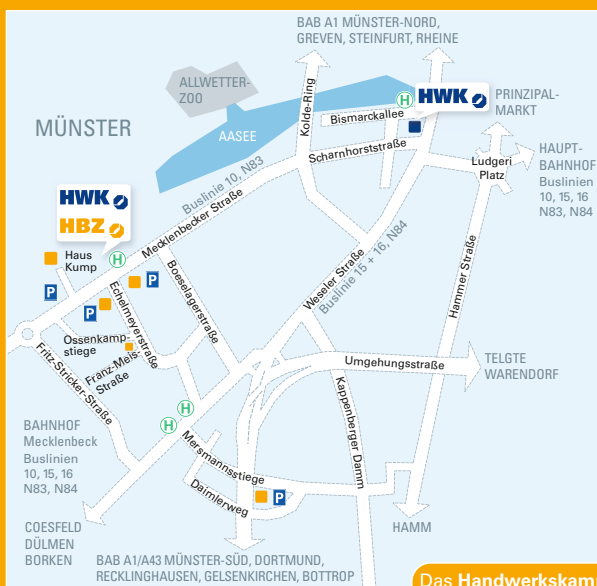 BAB A1 MÜNSTER-NORD,
GREVEN, STEINFURT, RHEINE
ALLWETTER-
ZOO
Kolde-Ring
H
HWK
PRINZIPAL-
MARKT
Bismarckallee
MÜNSTER
AASEE
Scharnhorststraße
HAUPT-
BAHNHOF
Buslinien
10, 15, 16
N83, N84
Ludgeri
Platz
Buslinie 10, N83
Mecklenbecker Straße
HWK
HBZ
Haus
Kump
H
P
P
P
Boeselagerstraße
Echelmeyerstraße
Weseler Straße
Buslinie 15 + 16, N84
Hammer Straße
Ossenkamp-
stiege
Franz-Meis-
Straße
Fritz-Stricker-Straße
Umgehungsstraße
TELGTE
WARENDORF
Kappenberger Damm
H
H
BAHNHOF
Mecklenbeck
Buslinien
10, 15, 16
N83, N84
Mersmannsstiege
Daimlerweg
P
COESFELD
DÜLMEN
BORKEN
HAMM
BAB A1/A43 MÜNSTER-SÜD, DORTMUND,
RECKLINGHAUSEN, GELSENKIRCHEN, BOTTROP
Das Handwerskam